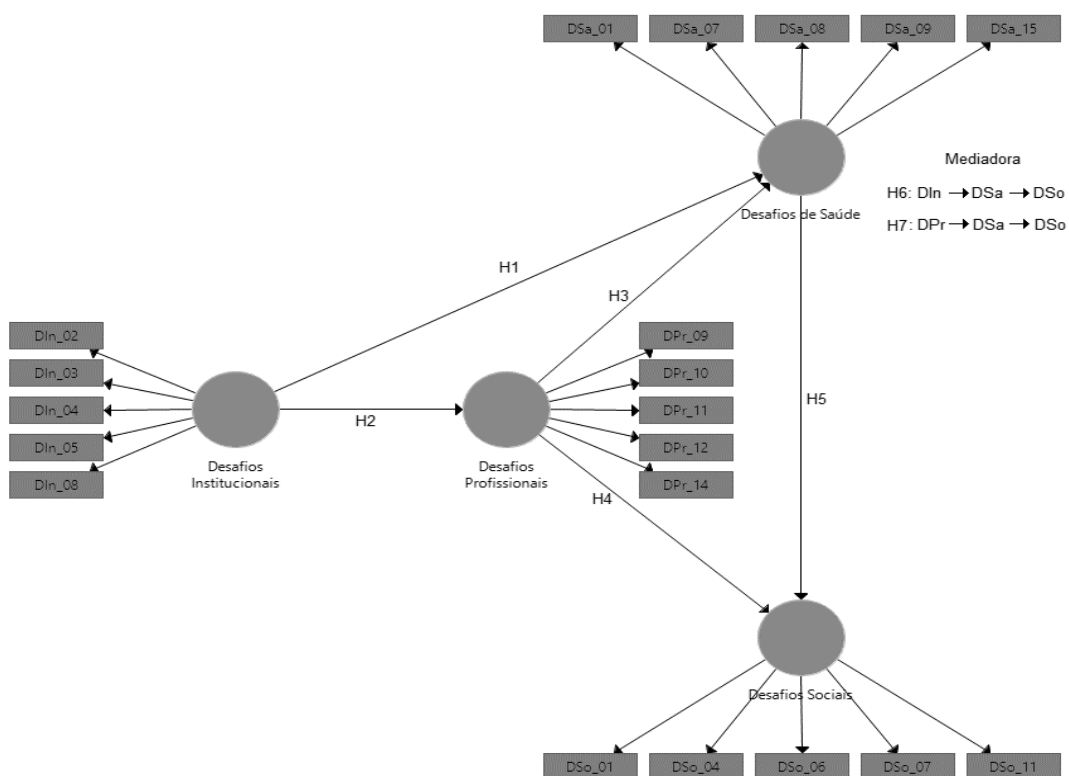 DSa_01
DSa_07
DSa_08
DSa_09
DSa_15
Mediadora
H6: DIn → DSa → DSo
H7: DPr → DSa → DSo
Desafios de Saúde
H1
H3
DIn_02
DIn_03
DIn_04
DIn_05
DIn_08
Desafios
Institucionais
H2
Desafios
Profissionais
DPr_09
DPr_10
DPr_11
DPr_12
DPr_14
H5
H4
Desafios Sociais
DSo_01
DSo_04
DSo_06
DSo_07
DSo_11